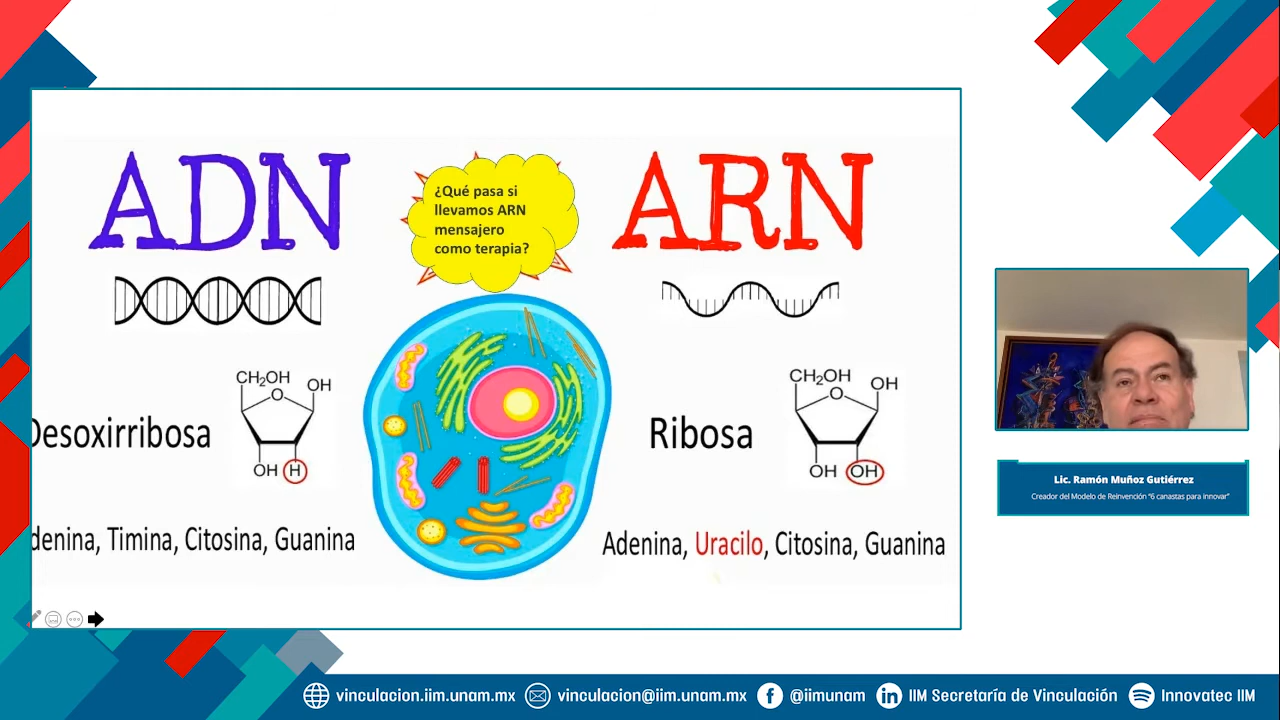 ADN
¿Qué pasa si
llevamos ARN
mensajero
como terapia?
ARN
CH₂OH
OH
O
OH
H
Desoxirribosa
CH₂OH
OH
O
OH
OH
Ribosa
denina, Timina, Citosina, Guanina
Adenina, Uracilo, Citosina, Guanina
Lic. Ramón Muñoz Gutiérrez
Creador del Modelo de Reinvención "6 canastas para innovar"
vinculacion.iim.unam.mx
vinculacion@iim.unam.mx
@iimunam
IIM Secretaría de Vinculación
Innovatec IIM